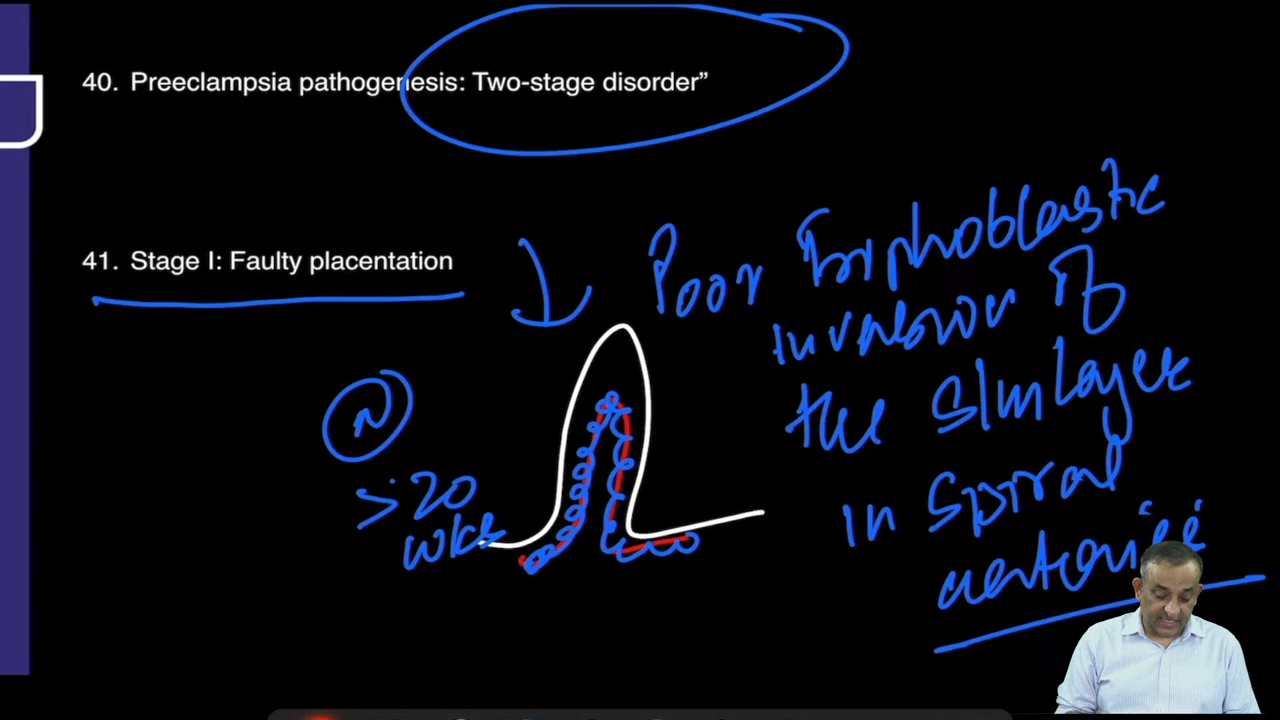 40. Preeclampsia pathogenesis: Two-stage disorder”
41. Stage I: Faulty placentation
Poor Trophoblastic
invasion of
the S/m layer
in Spiral
arteries
N
>20
wks